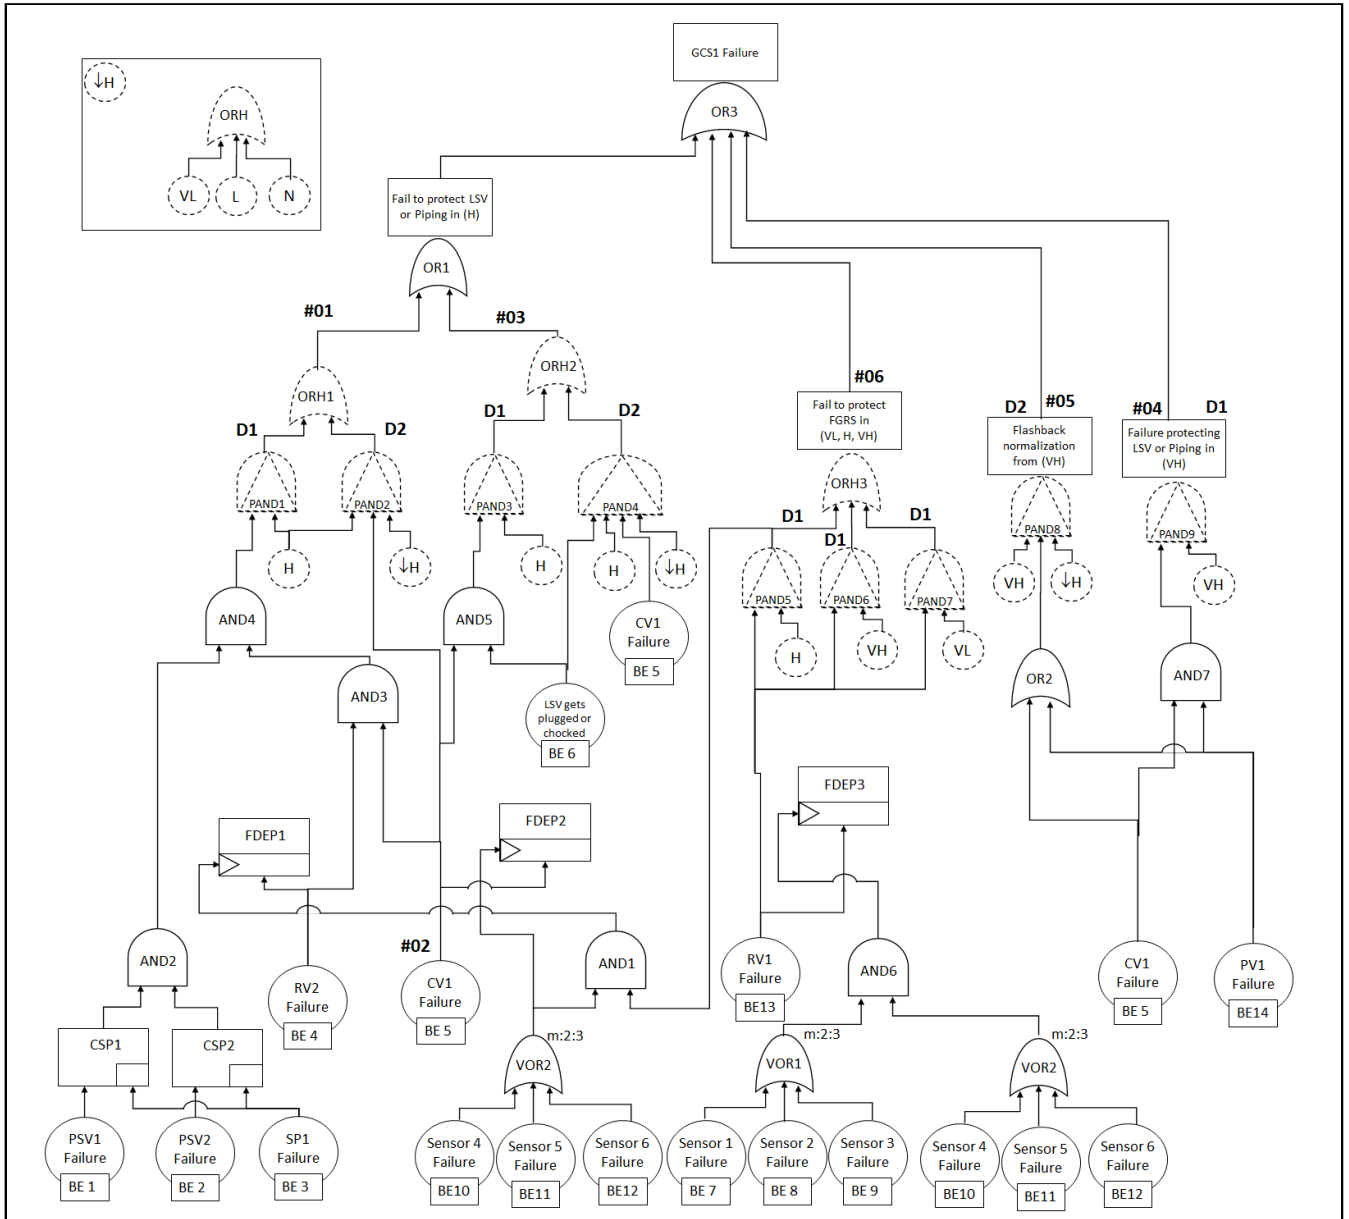 GCS1 Failure
OR3
↓H
ORH
VL
L
N
Fail to protect LSV
or Piping in (H)
OR1
#01
#03
ORH2
ORH1
#06
D1
D2
D1
D2
Fail to protect
FGRS in
(VL, H, VH)
D2
#05
Flashback
normalization
from (VH)
#04
D1
Failure protecting
LSV or Piping in
(VH)
PAND1
PAND2
PAND3
PAND4
ORH3
D1
D1
D1
PAND8
PAND9
H
↓H
H
H
↓H
PAND5
PAND6
PAND7
VH
↓H
VH
AND4
AND5
CV1
Failure
BE 5
H
VH
VL
AND3
LSV gets
plugged or
chocked
BE 6
OR2
AND7
FDEP1
FDEP2
FDEP3
AND2
RV2
Failure
BE 4
#02
CV1
Failure
BE 5
AND1
RV1
Failure
BE13
AND6
CV1
Failure
BE 5
PV1
Failure
BE14
CSP1
CSP2
m:2:3
VOR2
m:2:3
VOR1
m:2:3
VOR2
PSV1
Failure
BE 1
PSV2
Failure
BE 2
SP1
Failure
BE 3
Sensor 4
Failure
BE10
Sensor 5
Failure
BE11
Sensor 6
Failure
BE12
Sensor 1
Failure
BE 7
Sensor 2
Failure
BE 8
Sensor 3
Failure
BE 9
Sensor 4
Failure
BE10
Sensor 5
Failure
BE11
Sensor 6
Failure
BE12